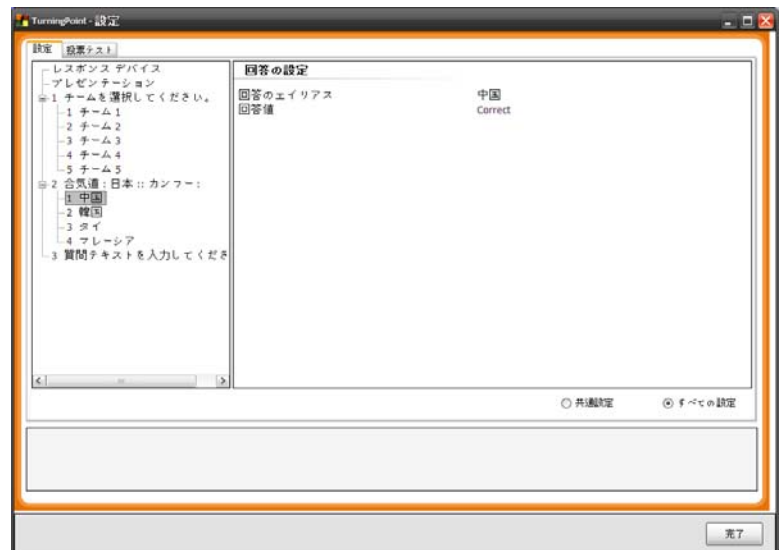 TurningPoint - 設定
設定 投票テスト
レスポンス デバイス
プレゼンテーション
1 チームを選択してください。
1 チーム 1
2 チーム 2
3 チーム 3
4 チーム 4
5 チーム 5
2 合気道 : 日本 :: カンフー :
1 中国
2 韓国
3 タイ
4 マレーシア
3 質問テキストを入力してくださ
回答の設定
回答のエイリアス 中国
回答値 Correct
共通設定 すべての設定
完了